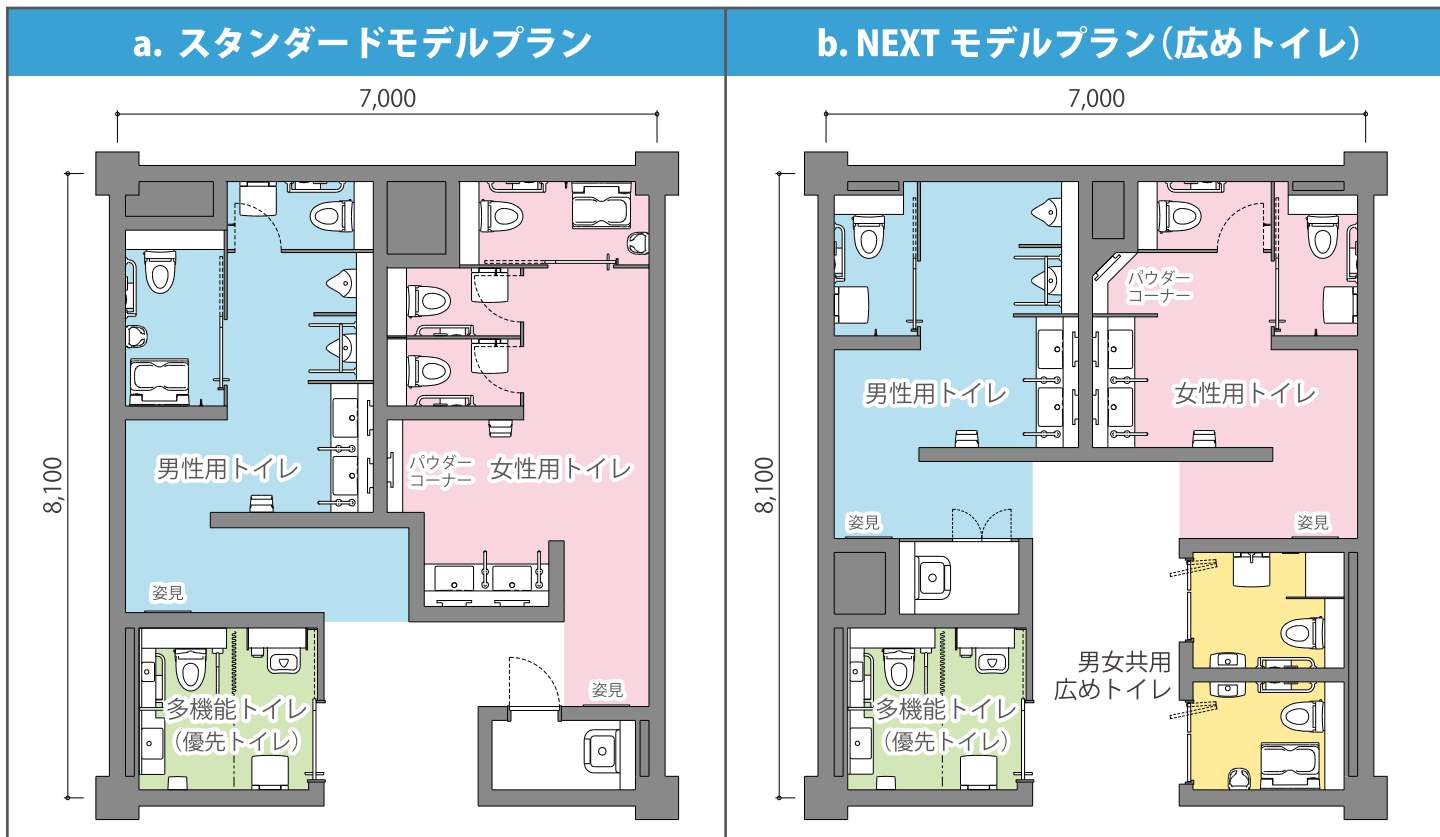 a. スタンダードモデルプラン
7,000
8,100
男性用トイレ
パウダー
コーナー
女性用トイレ
姿見
姿見
多機能トイレ
（優先トイレ）
b. NEXT モデルプラン（広めトイレ）
7,000
8,100
パウダー
コーナー
男性用トイレ
女性用トイレ
姿見
姿見
男女共用
広めトイレ
多機能トイレ
（優先トイレ）